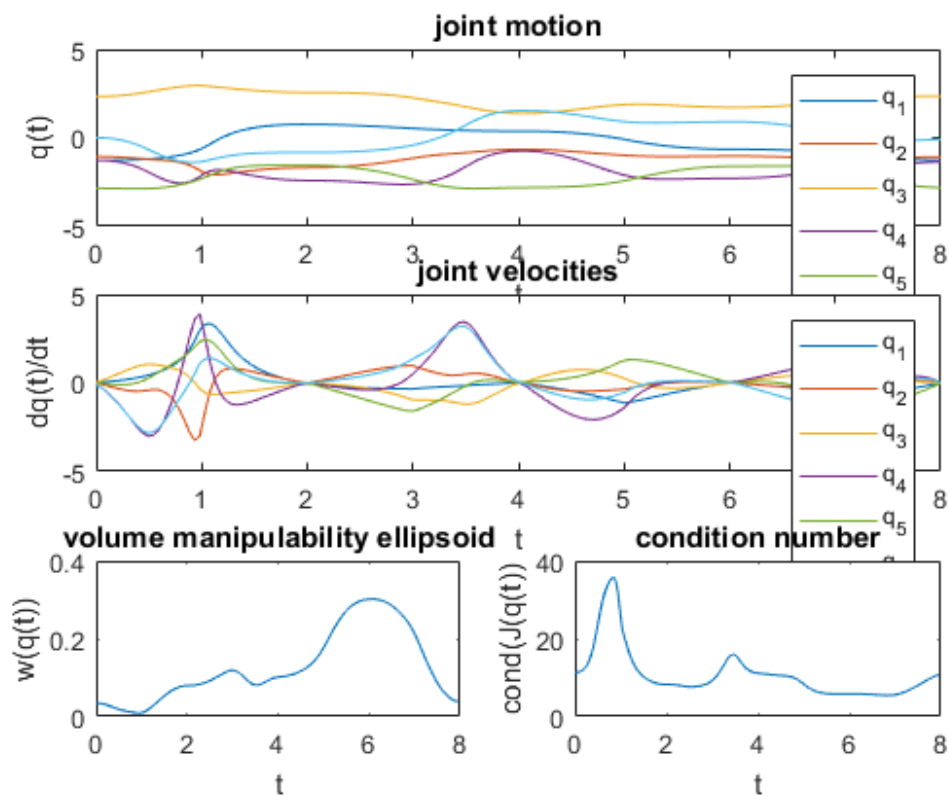 joint motion
5
0
-5
q(t)
0 1 2 3 4 5 6 7 8
q1
q2
q3
q4
q5
joint velocities
5
0
-5
dq(t)/dt
0 1 2 3 4 5 6 7 8
t
q1
q2
q3
q4
q5
volume manipulability ellipsoid
0.4
0.2
0
w(q(t))
0 2 4 6 8
t
condition number
40
20
0
cond(J(q(t))
0 2 4 6 8
t